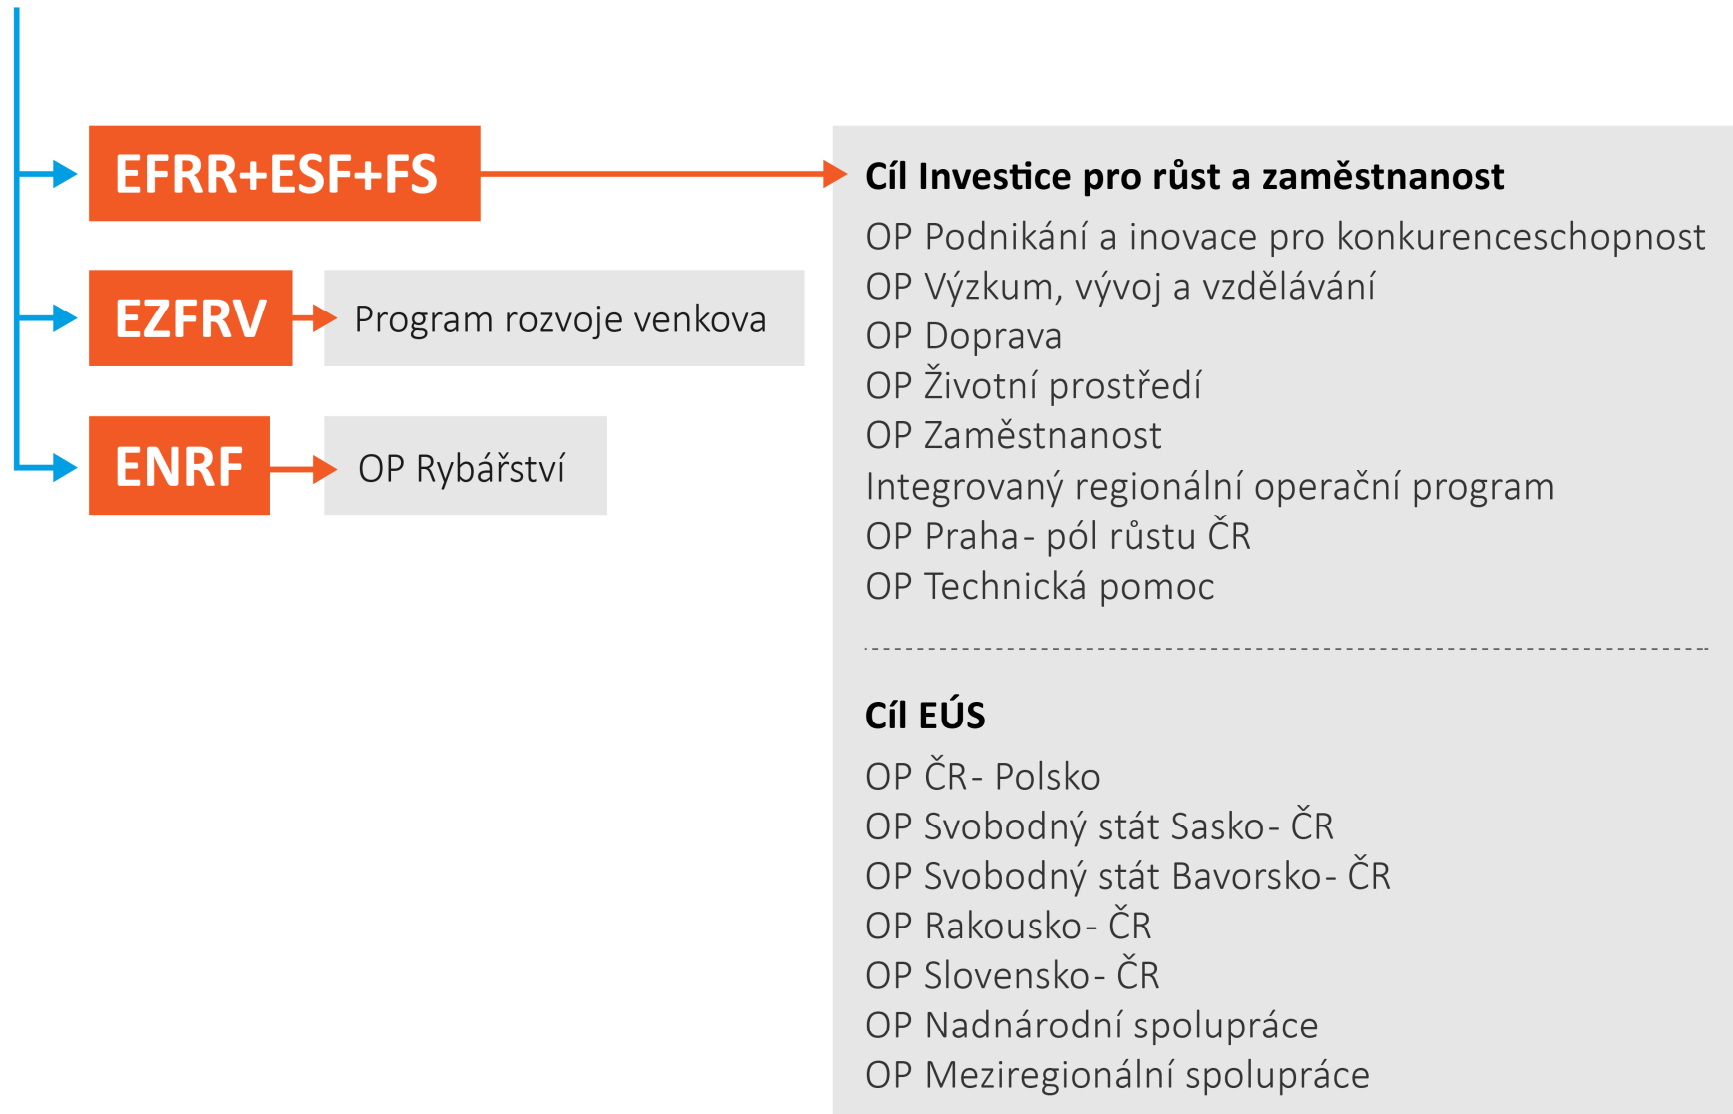 EFRR+ESF+FS
EZFRV
Program rozvoje venkova
ENRF
OP Rybářství
Cíl Investice pro růst a zaměstnanost
OP Podnikání a inovace pro konkurenceschopnost
OP Výzkum, vývoj a vzdělávání
OP Doprava
OP Životní prostředí
OP Zaměstnanost
Integrovaný regionální operační program
OP Praha - pól růstu ČR
OP Technická pomoc
Cíl EÚS
OP ČR - Polsko
OP Svobodný stát Sasko - ČR
OP Svobodný stát Bavorsko - ČR
OP Rakousko - ČR
OP Slovensko - ČR
OP Nadnárodní spolupráce
OP Meziregionální spolupráce